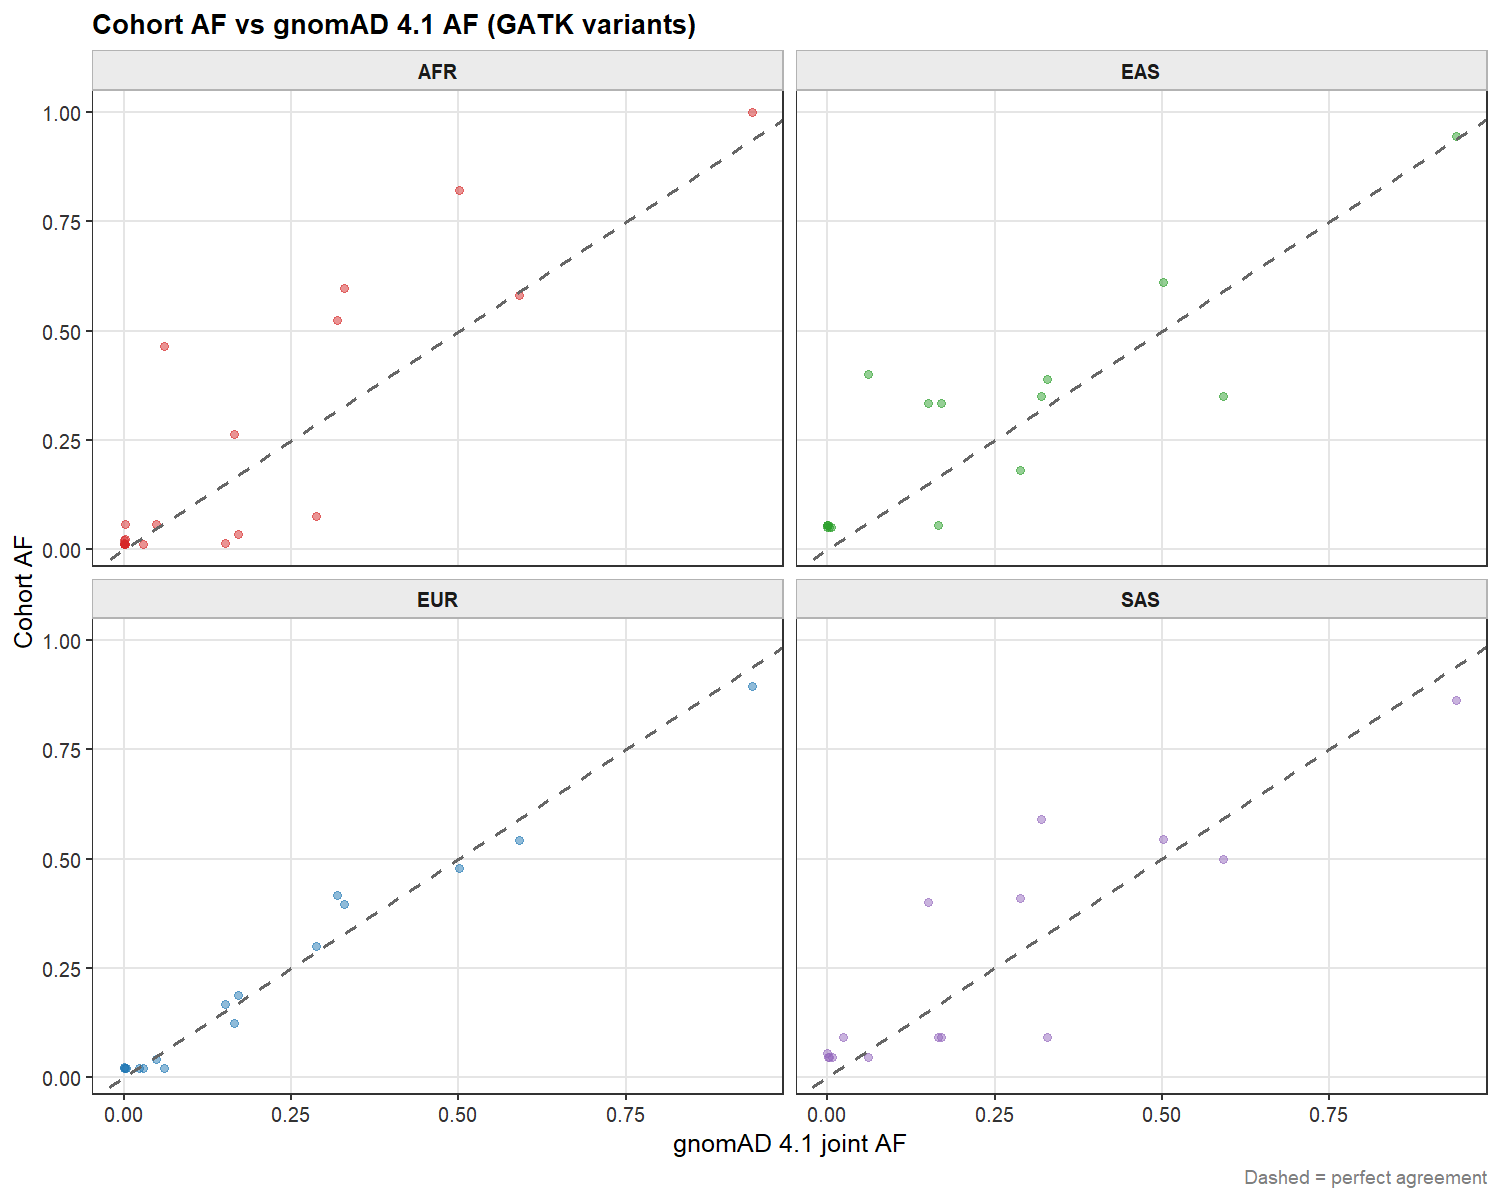 Cohort AF vs gnomAD 4.1 AF (GATK variants)
AFR
EAS
1.00
0.75
0.50
0.25
0.00
Cohort AF
EUR
SAS
1.00
0.75
0.50
0.25
0.00
0.00 0.25 0.50 0.75
0.00 0.25 0.50 0.75
gnomAD 4.1 joint AF
Dashed = perfect agreement